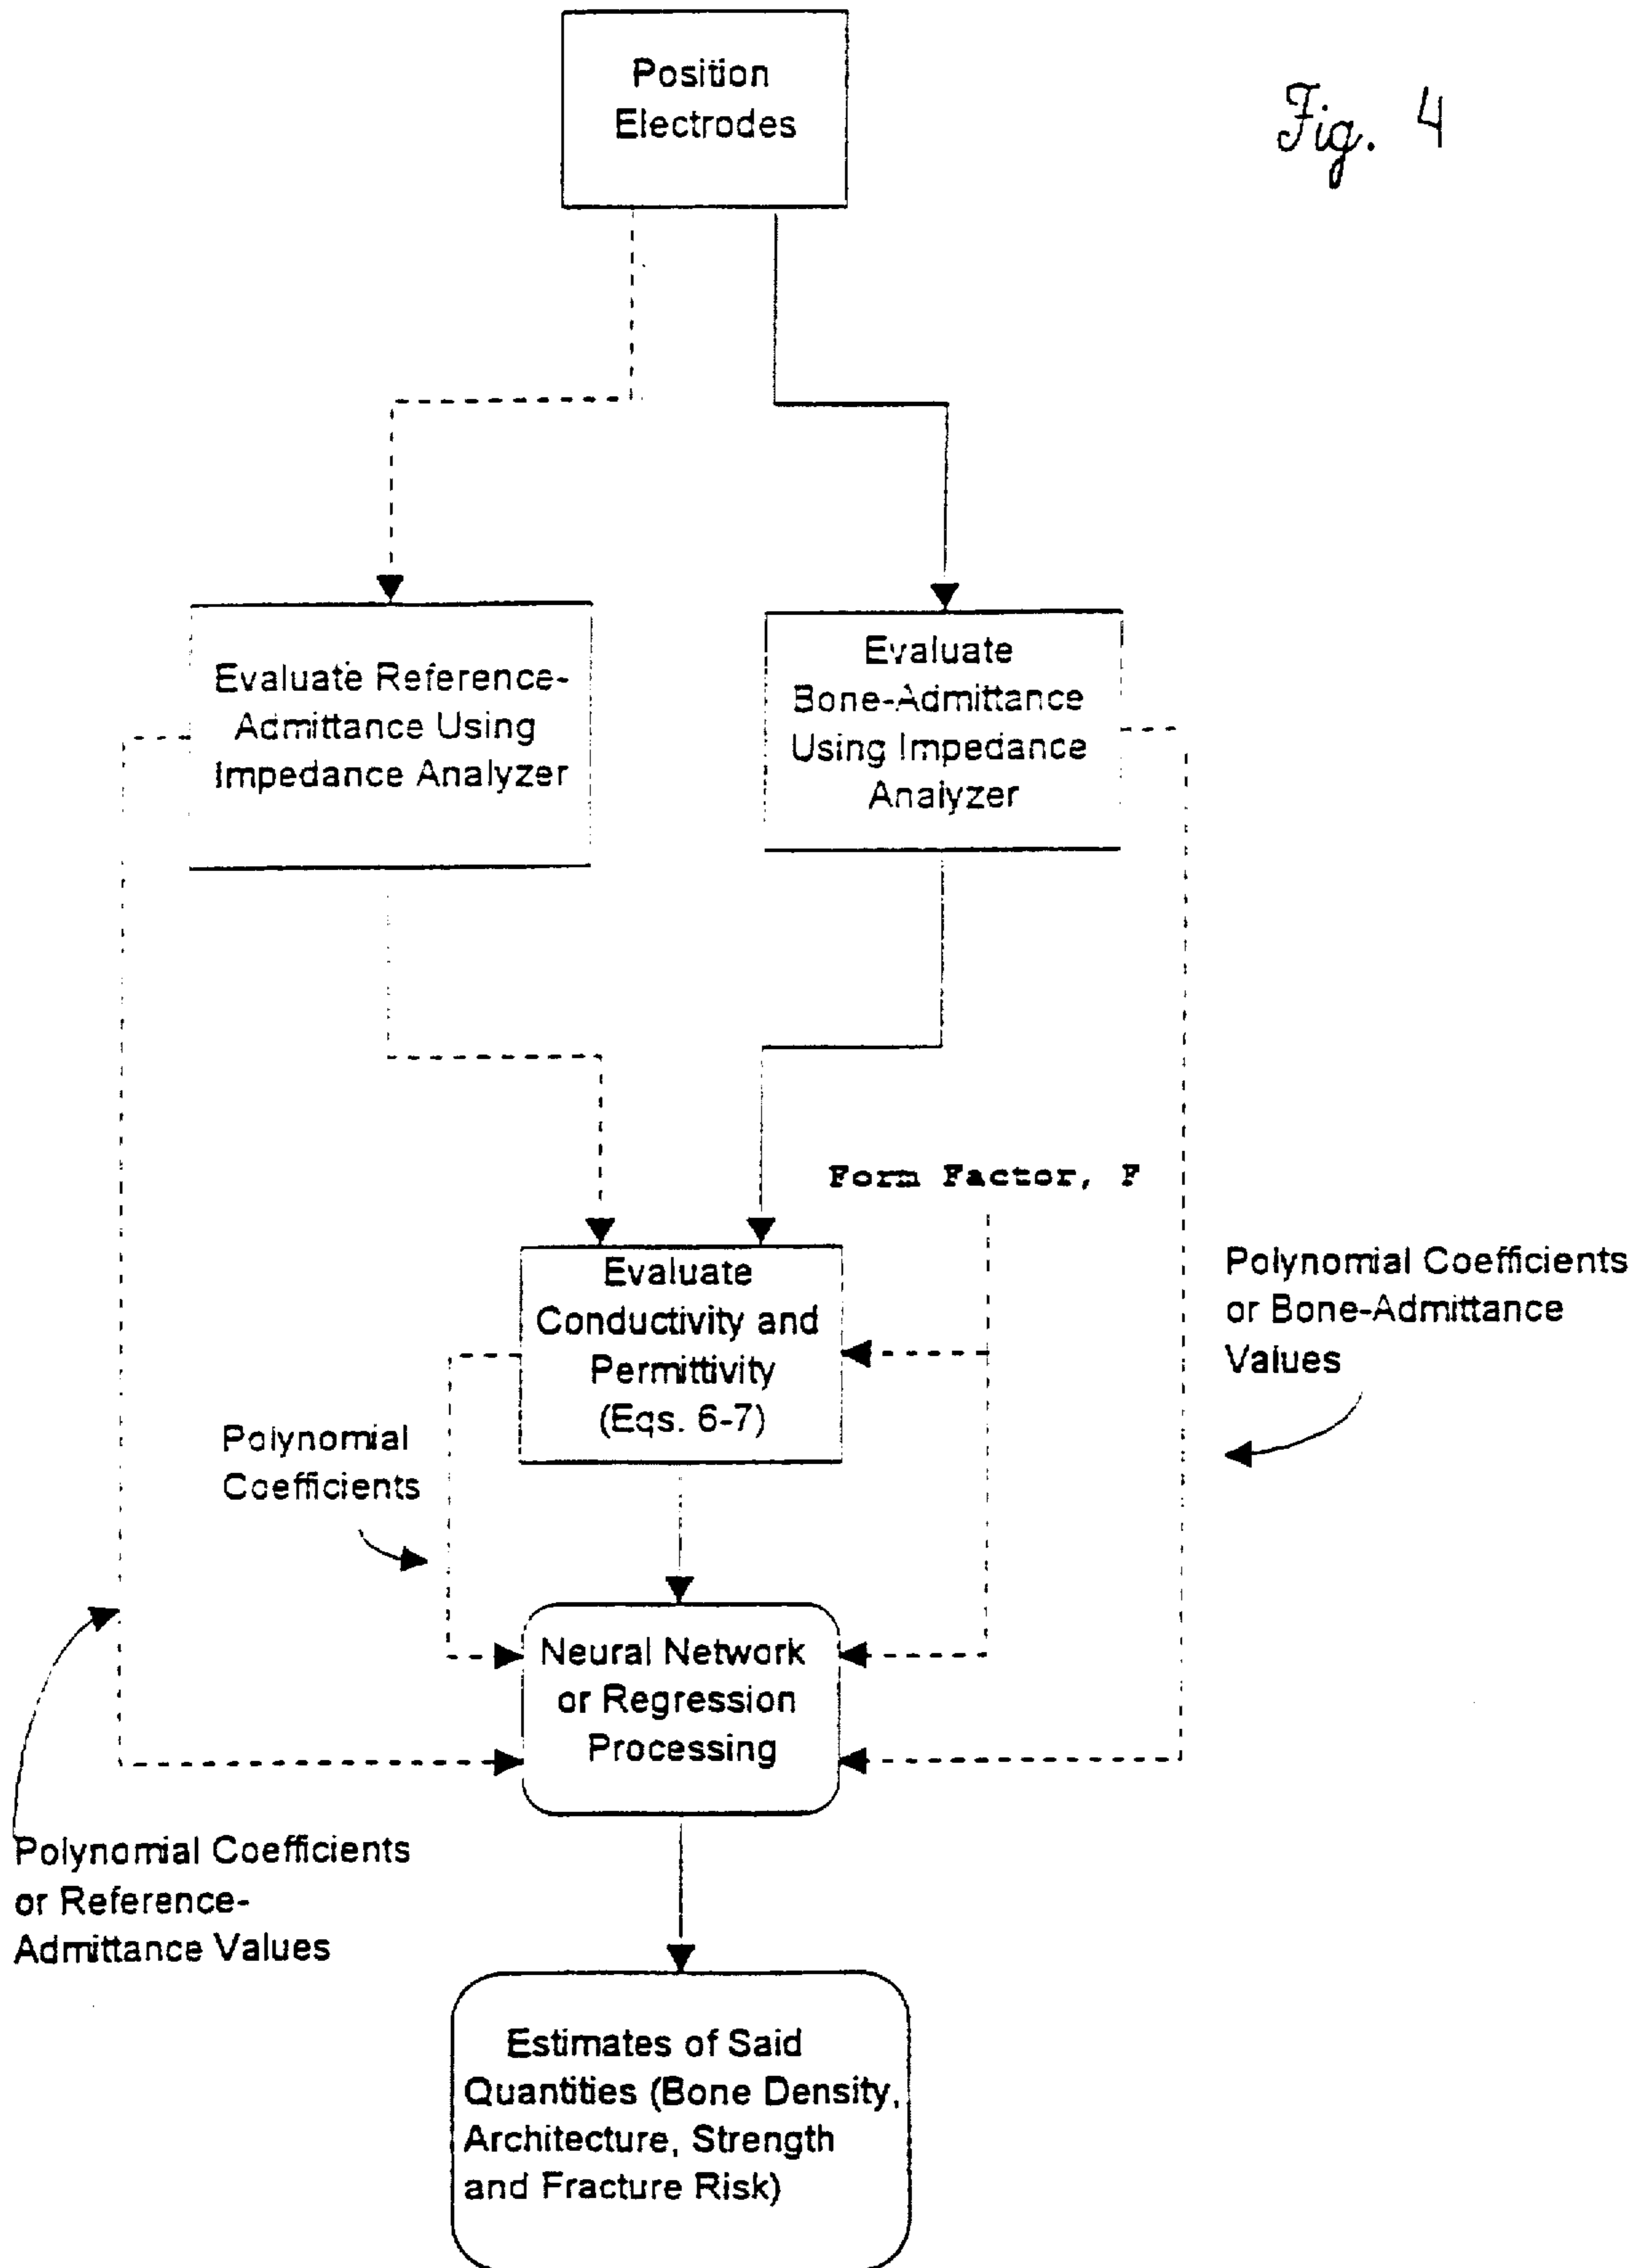 Position
Electrodes
Fig. 4
Evaluate Reference-
Admittance Using
Impedance Analyzer
Evaluate
Bone-Admittance
Using Impedance
Analyzer
Form Factor, F
Evaluate
Conductivity and
Permittivity
(Eqs. 6-7)
Polynomial Coefficients
or Bone-Admittance
Values
Polynomial
Coefficients
Neural Network
or Regression
Processing
Polynomial Coefficients
or Reference-
Admittance Values
Estimates of Said
Quantities (Bone Density,
Architecture, Strength
and Fracture Risk)